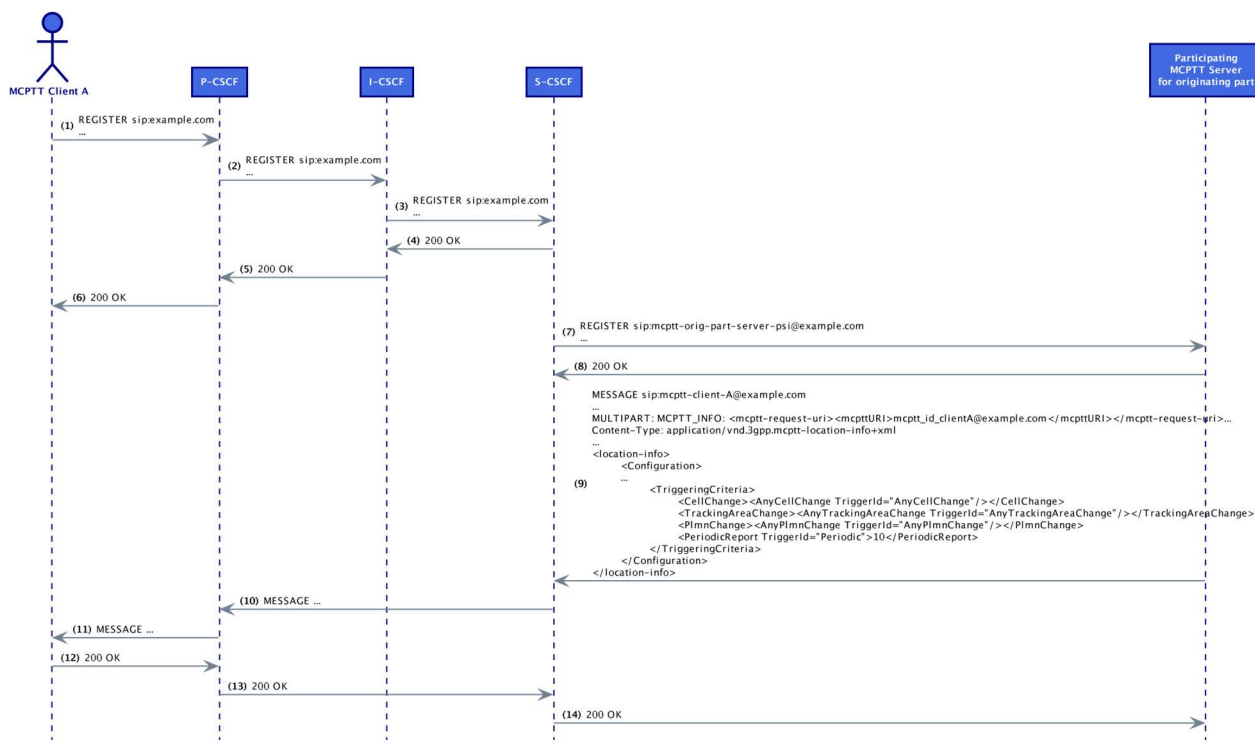 Participating
MCPTT Server
for originating part
P-CSCF
I-CSCF
S-CSCF
MCPTT Client A
(1) REGISTER sip:example.com
...
(2) REGISTER sip:example.com
...
(3) REGISTER sip:example.com
...
(4) 200 OK
(5) 200 OK
(6) 200 OK
(7) REGISTER sip:mcptt-orig-part-server-psi@example.com
...
(8) 200 OK
MESSAGE sip:mcptt-client-A@example.com
...
MULTIPART: MCPTT_INFO: <mcptt-request-uri><mcpttURI>mcptt_id_clientA@example.com</mcpttURI></mcptt-request-uri>...
Content-Type: application/vnd.3gpp.mcptt-location-info+xml
...
<location-info>
<Configuration>
...
(9)
<TriggeringCriteria>
<CellChange><AnyCellChange TriggerId="AnyCellChange"/></CellChange>
<TrackingAreaChange><AnyTrackingAreaChange TriggerId="AnyTrackingAreaChange"/></TrackingAreaChange>
<PlmnChange><AnyPlmnChange TriggerId="AnyPlmnChange"/></PlmnChange>
<PeriodicReport TriggerId="Periodic">10</PeriodicReport>
</TriggeringCriteria>
</Configuration>
</location-info>
(10) MESSAGE ...
(11) MESSAGE ...
(12) 200 OK
(13) 200 OK
(14) 200 OK